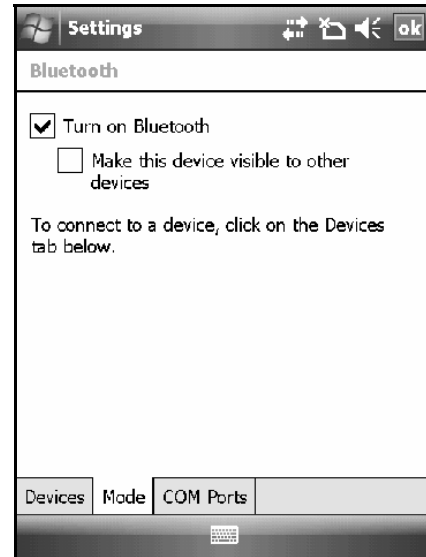 Settings
ok
Bluetooth
Turn on Bluetooth
Make this device visible to other
devices
To connect to a device, click on the Devices
tab below.
Devices
Mode
COM Ports